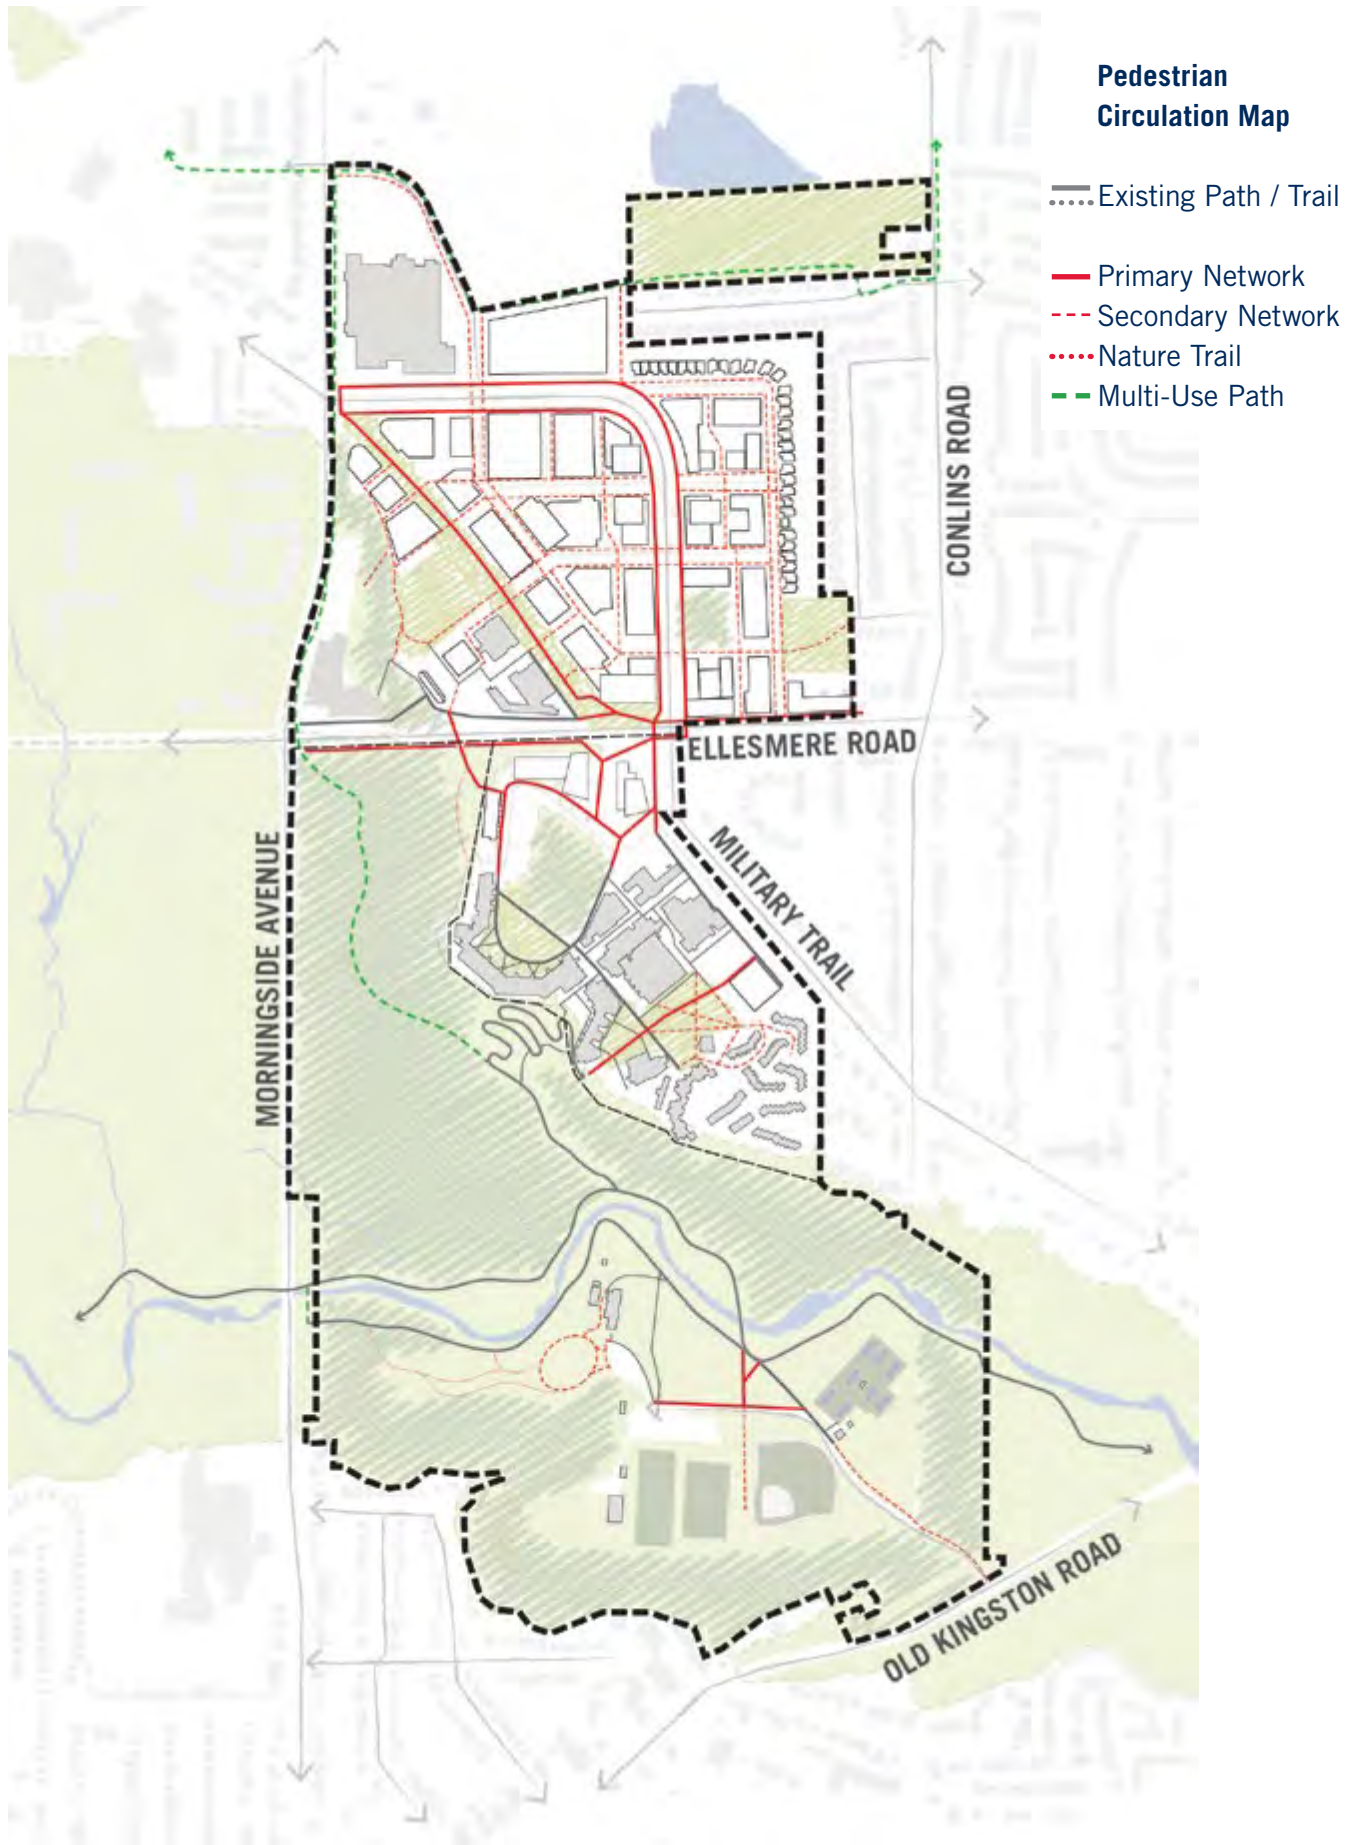 Pedestrian
Circulation Map
Existing Path / Trail
Primary Network
Secondary Network
Nature Trail
Multi-Use Path
CONLINS ROAD
ELLESMERE ROAD
MORNINGSIDE AVENUE
MILITARY TRAIL
OLD KINGSTON ROAD